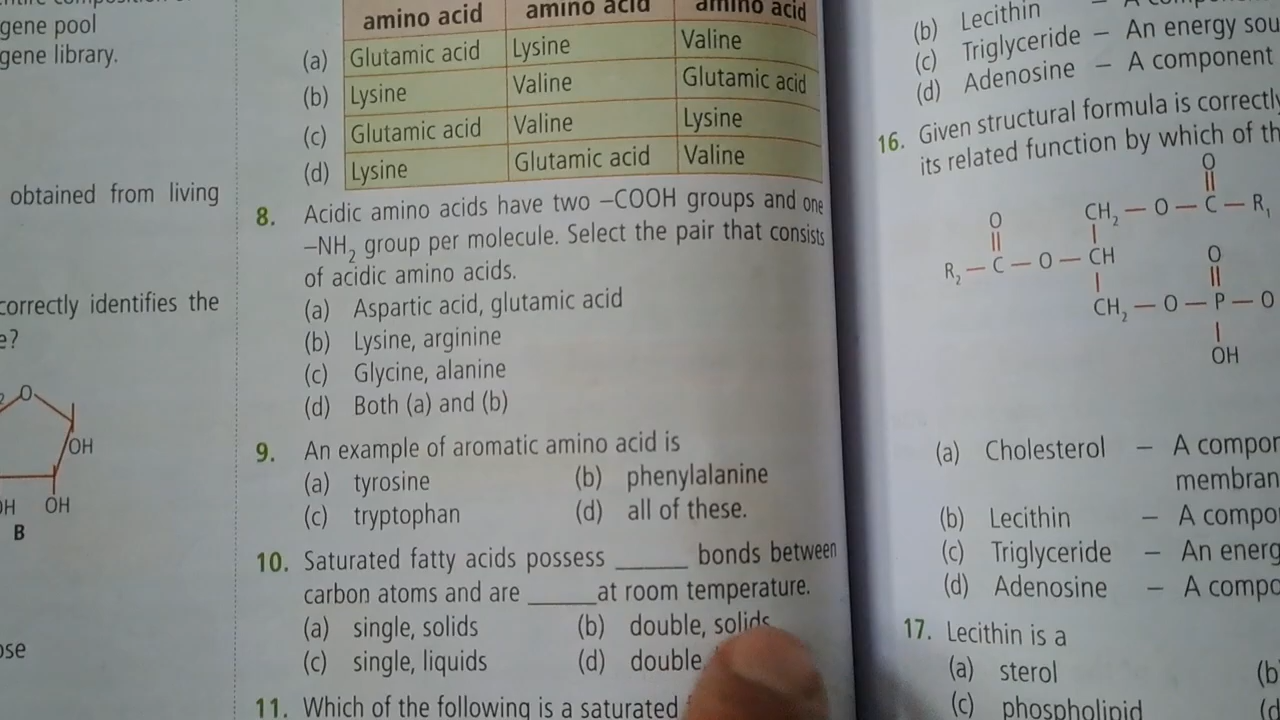 gene pool
gene library.
obtained from living
correctly identifies the
O
OH
OH
B
amino acid amino acid amino acid
(a) Glutamic acid Lysine Valine
(b) Lysine Valine Glutamic acid
(c) Glutamic acid Valine Lysine
(d) Lysine Glutamic acid Valine
8. Acidic amino acids have two –COOH groups and one
–NH₂ group per molecule. Select the pair that consists
of acidic amino acids.
(a) Aspartic acid, glutamic acid
(b) Lysine, arginine
(c) Glycine, alanine
(d) Both (a) and (b)
9. An example of aromatic amino acid is
(a) tyrosine (b) phenylalanine
(c) tryptophan (d) all of these.
10. Saturated fatty acids possess ______ bonds between
carbon atoms and are ______at room temperature.
(a) single, solids (b) double, solids
(c) single, liquids (d) double,
11. Which of the following is a saturated
(b) Lecithin –
(c) Triglyceride – An energy sou
(d) Adenosine – A component
16. Given structural formula is correctly
its related function by which of th
O
CH₂ — O — C — R₁
O
R₂ — C — O — CH
O
CH₂ — O — P — O
OH
(a) Cholesterol – A compor
membran
(b) Lecithin – A compo
(c) Triglyceride – An energ
(d) Adenosine – A compo
17. Lecithin is a
(a) sterol (b
(c) phospholipid (d